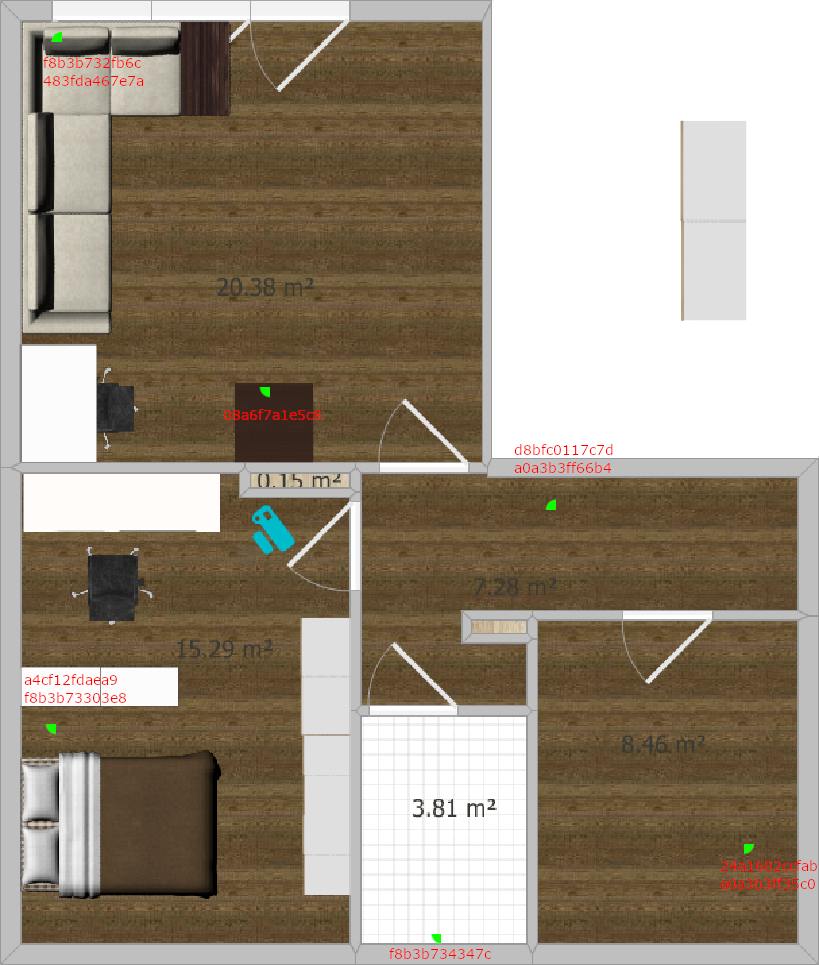 f8b3b732fb6c
483fda467e7a
20.38 m²
08a6f7a1e5c8
d8bfc0117c7d
a0a3b3ff66b4
0.15 m²
7.28 m²
15.29 m²
a4cf12fdaea9
f8b3b73303e8
8.46 m²
3.81 m²
f8b3b734347c